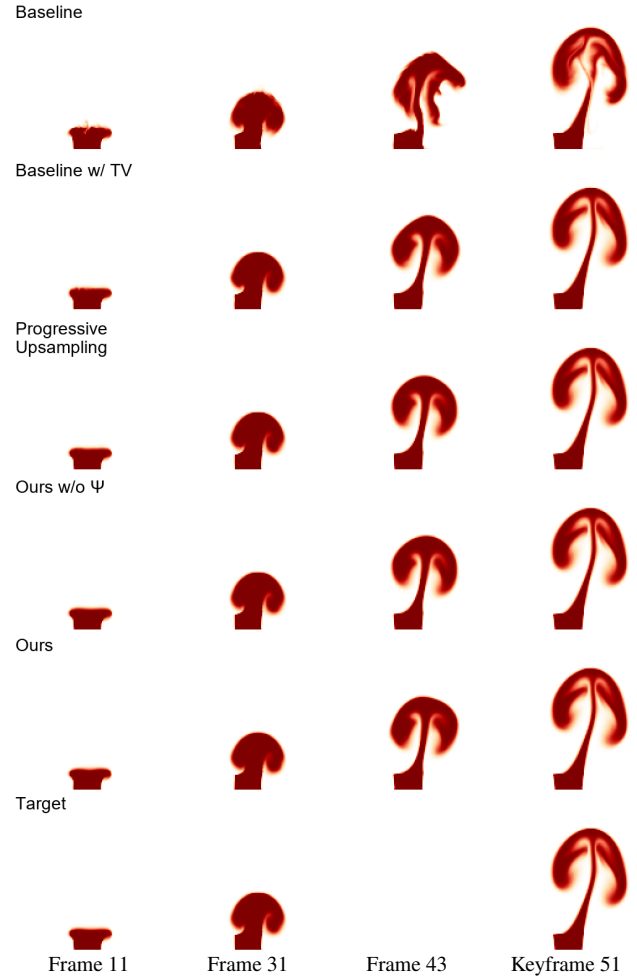 Baseline
Baseline w/ TV
Progressive
Upsampling
Ours w/o Ψ
Ours
Target
Frame 11 Frame 31 Frame 43 Keyframe 51